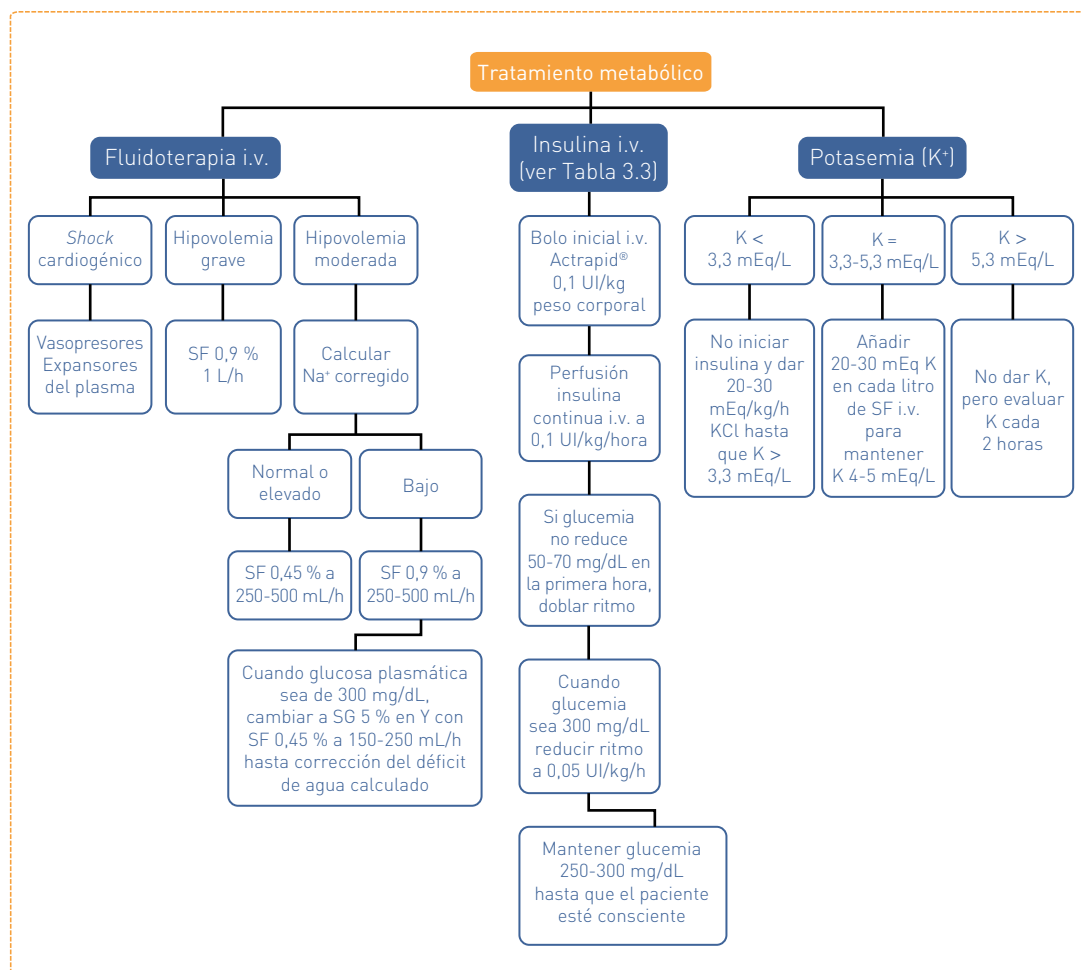 Tratamiento metabólico
Fluidoterapia i.v.
Shock
cardiogénico
Vasopresores
Expansores
del plasma
Hipovolemia
grave
SF 0,9 %
1 L/h
Hipovolemia
moderada
Calcular
Na⁺ corregido
Normal o
elevado
SF 0,45 % a
250-500 mL/h
Bajo
SF 0,9 % a
250-500 mL/h
Cuando glucosa plasmática
sea de 300 mg/dL,
cambiar a SG 5 % en Y con
SF 0,45 % a 150-250 mL/h
hasta corrección del déficit
de agua calculado
Insulina i.v.
(ver Tabla 3.3)
Bolo inicial i.v.
Actrapid®
0,1 UI/kg
peso corporal
Perfusión
insulina
continua i.v. a
0,1 UI/kg/hora
Si glucemia
no reduce
50-70 mg/dL en
la primera hora,
doblar ritmo
Cuando
glucemia
sea 300 mg/dL
reducir ritmo
a 0,05 UI/kg/h
Mantener glucemia
250-300 mg/dL
hasta que el paciente
esté consciente
Potasemia (K⁺)
K <
3,3 mEq/L
No iniciar
insulina y dar
20-30
mEq/kg/h
KCl hasta
que K >
3,3 mEq/L
K =
3,3-5,3 mEq/L
Añadir
20-30 mEq K
en cada litro
de SF i.v.
para
mantener
K 4-5 mEq/L
K >
5,3 mEq/L
No dar K,
pero evaluar
K cada
2 horas